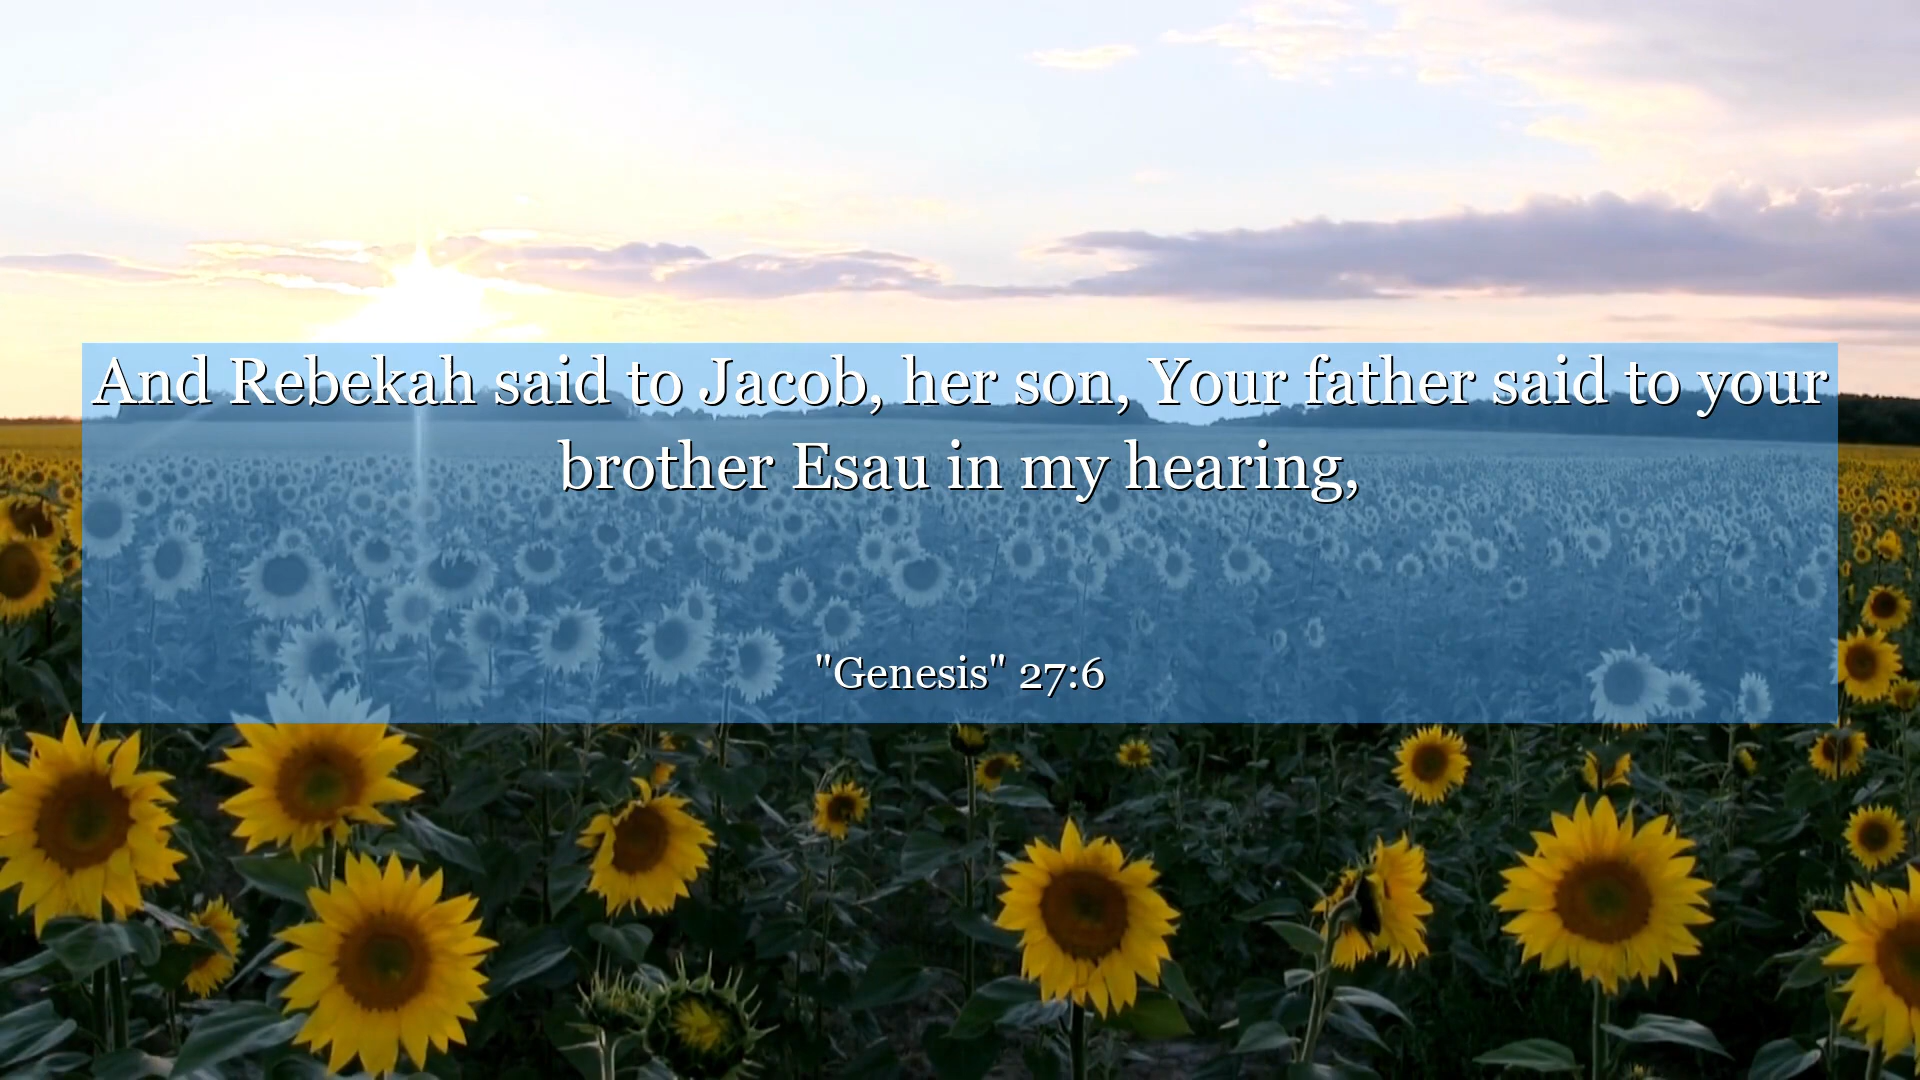 And Rebekah said to Jacob, her son, Your father said to your
brother Esau in my hearing,
"Genesis" 27:6